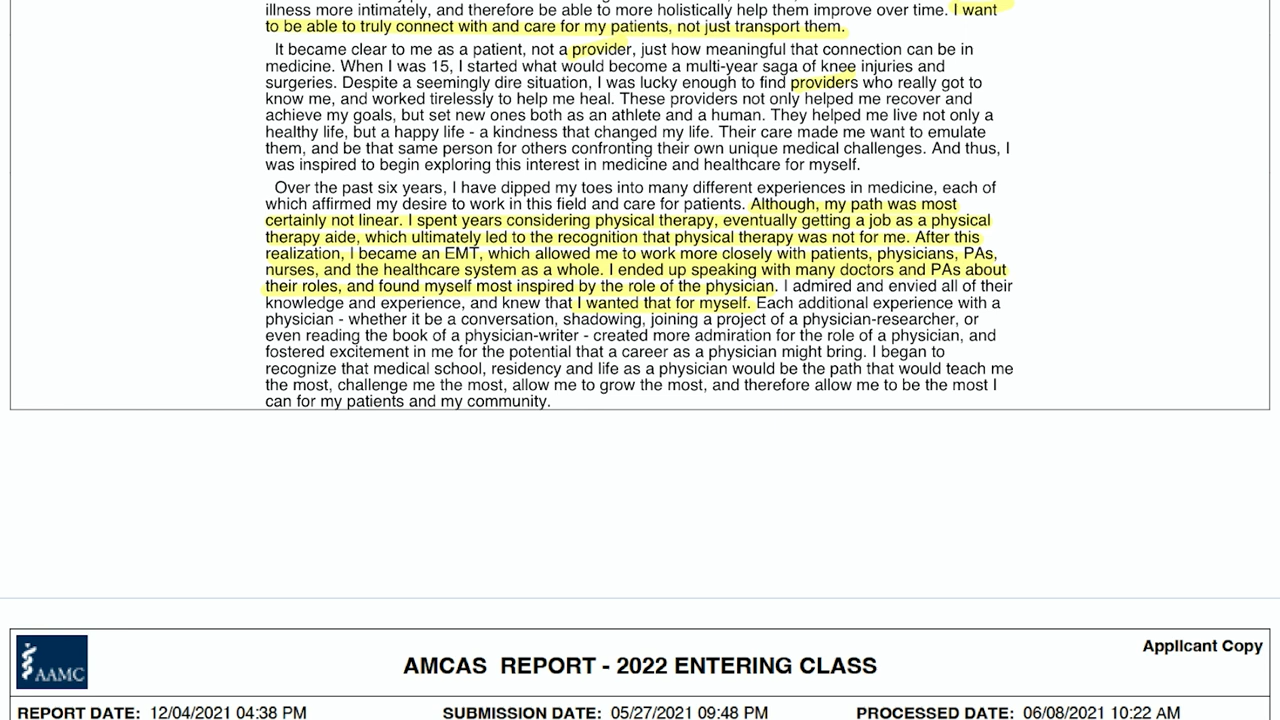 illness more intimately, and therefore be able to more holistically help them improve over time. I want
to be able to truly connect with and care for my patients, not just transport them.
It became clear to me as a patient, not a provider, just how meaningful that connection can be in
medicine. When I was 15, I started what would become a multi-year saga of knee injuries and
surgeries. Despite a seemingly dire situation, I was lucky enough to find providers who really got to
know me, and worked tirelessly to help me heal. These providers not only helped me recover and
achieve my goals, but set new ones both as an athlete and a human. They helped me live not only a
healthy life, but a happy life - a kindness that changed my life. Their care made me want to emulate
them, and be that same person for others confronting their own unique medical challenges. And thus, I
was inspired to begin exploring this interest in medicine and healthcare for myself.
Over the past six years, I have dipped my toes into many different experiences in medicine, each of
which affirmed my desire to work in this field and care for patients. Although, my path was most
certainly not linear. I spent years considering physical therapy, eventually getting a job as a physical
therapy aide, which ultimately led to the recognition that physical therapy was not for me. After this
realization, I became an EMT, which allowed me to work more closely with patients, physicians, PAs,
nurses, and the healthcare system as a whole. I ended up speaking with many doctors and PAs about
their roles, and found myself most inspired by the role of the physician. I admired and envied all of their
knowledge and experience, and knew that I wanted that for myself. Each additional experience with a
physician - whether it be a conversation, shadowing, joining a project of a physician-researcher, or
even reading the book of a physician-writer - created more admiration for the role of a physician, and
fostered excitement in me for the potential that a career as a physician might bring. I began to
recognize that medical school, residency and life as a physician would be the path that would teach me
the most, challenge me the most, allow me to grow the most, and therefore allow me to be the most I
can for my patients and my community.
Applicant Copy
AAMC
AMCAS REPORT - 2022 ENTERING CLASS
REPORT DATE: 12/04/2021 04:38 PM SUBMISSION DATE: 05/27/2021 09:48 PM PROCESSED DATE: 06/08/2021 10:22 AM